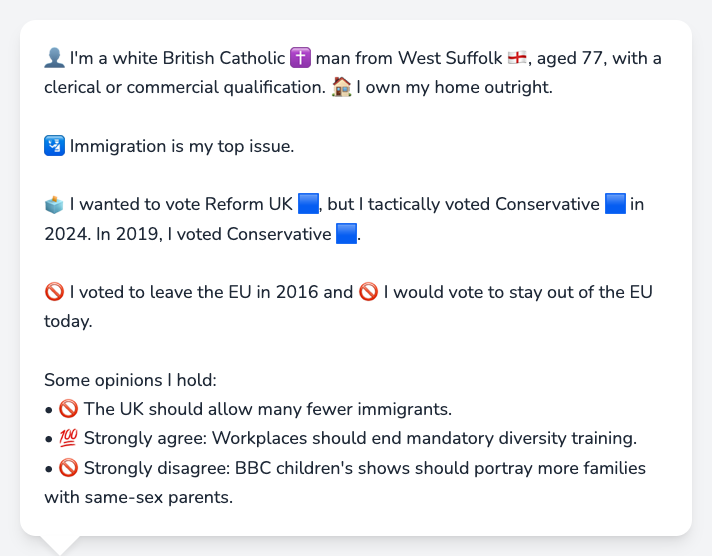 👤 I'm a white British Catholic ✝️ man from West Suffolk 🏴󠁧󠁢󠁥󠁮󠁧󠁿, aged 77, with a
clerical or commercial qualification. 🏠 I own my home outright.
🛂 Immigration is my top issue.
🗳️ I wanted to vote Reform UK 🟦, but I tactically voted Conservative 🟦 in
2024. In 2019, I voted Conservative 🟦.
🚫 I voted to leave the EU in 2016 and 🚫 I would vote to stay out of the EU
today.
Some opinions I hold:
• 🚫 The UK should allow many fewer immigrants.
• 💯 Strongly agree: Workplaces should end mandatory diversity training.
• 🚫 Strongly disagree: BBC children's shows should portray more families
with same-sex parents.